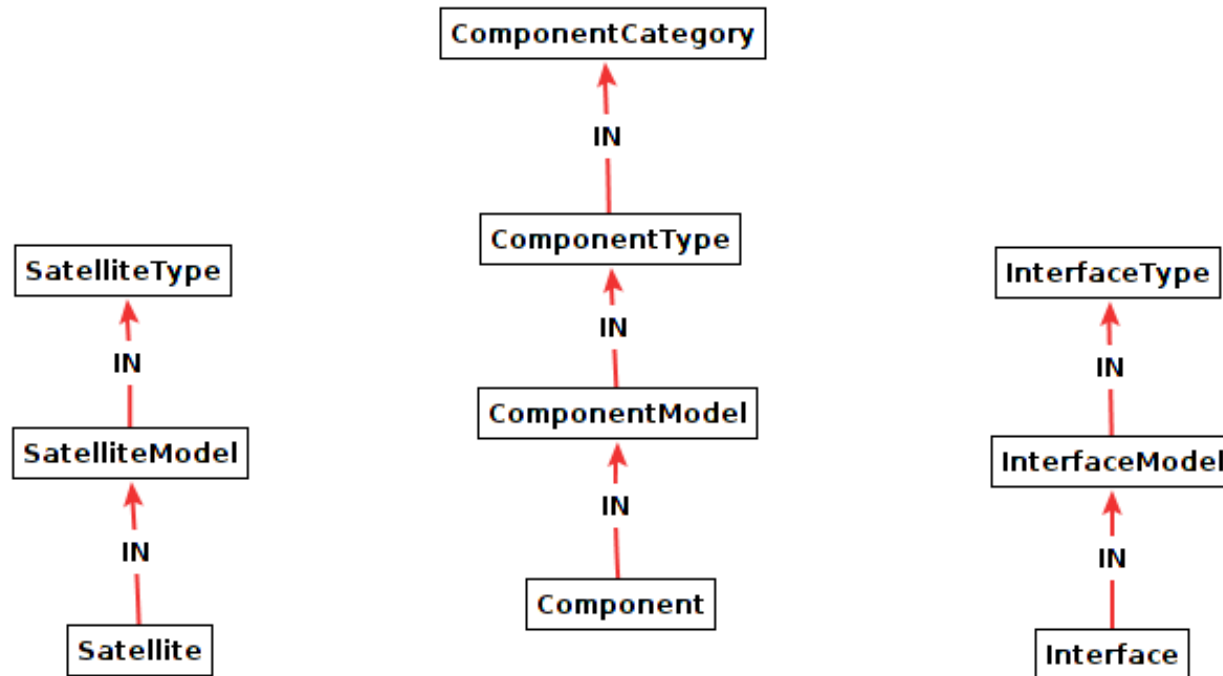 ComponentCategory
IN
ComponentType
SatelliteType
InterfaceType
IN
IN
IN
ComponentModel
SatelliteModel
InterfaceModel
IN
IN
IN
Component
Satellite
Interface